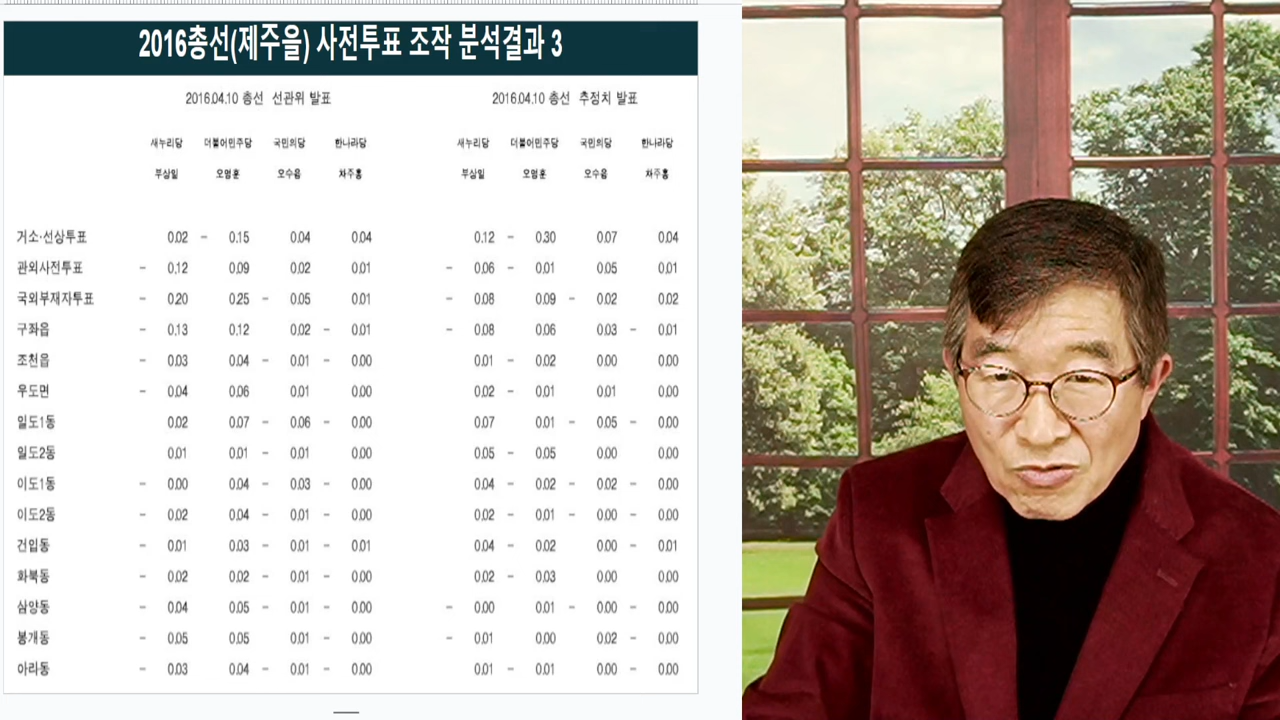 2016총선(제주을) 사전투표 조작 분석결과 3
2016.04.10 총선 선관위 발표 2016.04.10 총선 추정치 발표
새누리당 더불어민주당 국민의당 한나라당 새누리당 더불어민주당 국민의당 한나라당
부상일 오영훈 오수용 차주홍 부상일 오영훈 오수용 차주홍
거소·선상투표 0.02 - 0.15 0.04 0.04 0.12 - 0.30 0.07 0.04
관외사전투표 - 0.12 0.09 0.02 0.01 - 0.06 - 0.01 0.05 0.01
국외부재자투표 - 0.20 0.25 - 0.05 0.01 - 0.08 0.09 - 0.02 0.02
구좌읍 - 0.13 0.12 0.02 - 0.01 - 0.08 0.06 0.03 - 0.01
조천읍 - 0.03 0.04 - 0.01 - 0.00 0.01 - 0.02 0.00 0.00
우도면 - 0.04 0.06 0.01 0.00 0.02 - 0.01 0.01 0.00
일도1동 0.02 0.07 - 0.06 - 0.00 0.07 0.01 - 0.05 - 0.00
일도2동 0.01 0.01 - 0.01 0.00 0.05 - 0.05 0.00 0.00
이도1동 - 0.00 0.04 - 0.03 0.00 0.04 - 0.02 - 0.02 0.00
이도2동 - 0.02 0.04 - 0.01 - 0.00 0.02 - 0.01 - 0.00 0.00
건입동 - 0.01 0.03 - 0.01 - 0.01 0.04 - 0.02 0.00 - 0.01
화북동 - 0.02 0.02 - 0.01 - 0.00 0.02 - 0.03 0.00 0.00
삼양동 - 0.04 0.05 - 0.01 - 0.00 - 0.00 0.01 - 0.00 - 0.00
봉개동 - 0.05 0.05 0.01 - 0.00 - 0.01 0.00 0.02 - 0.00
아라동 - 0.03 0.04 - 0.01 - 0.00 0.01 - 0.01 0.00 0.00